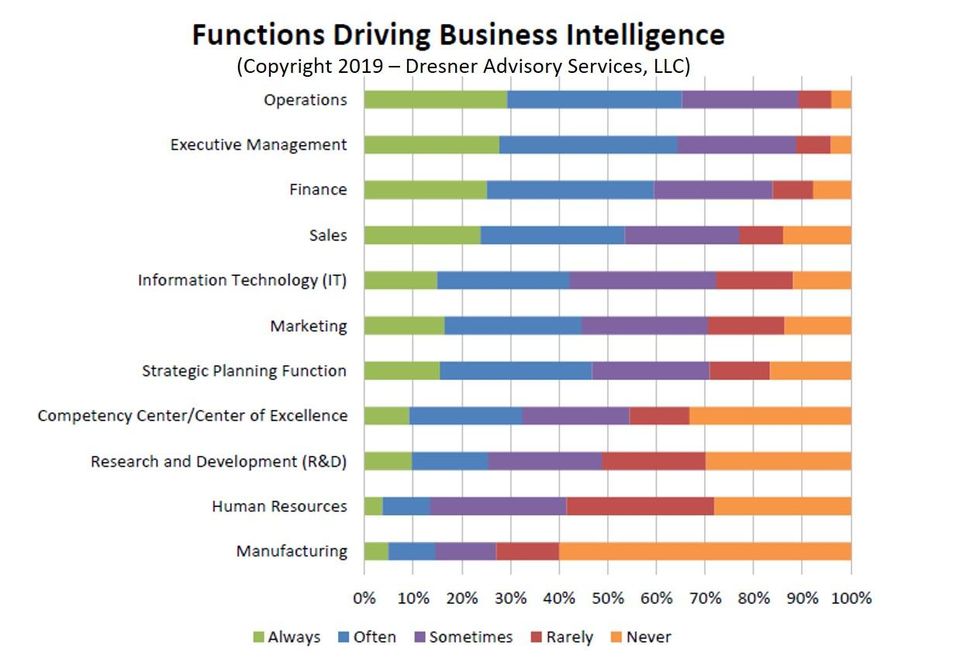 Functions Driving Business Intelligence
(Copyright 2019 – Dresner Advisory Services, LLC)
Operations
Executive Management
Finance
Sales
Information Technology (IT)
Marketing
Strategic Planning Function
Competency Center/Center of Excellence
Research and Development (R&D)
Human Resources
Manufacturing
0% 10% 20% 30% 40% 50% 60% 70% 80% 90% 100%
Always Often Sometimes Rarely Never